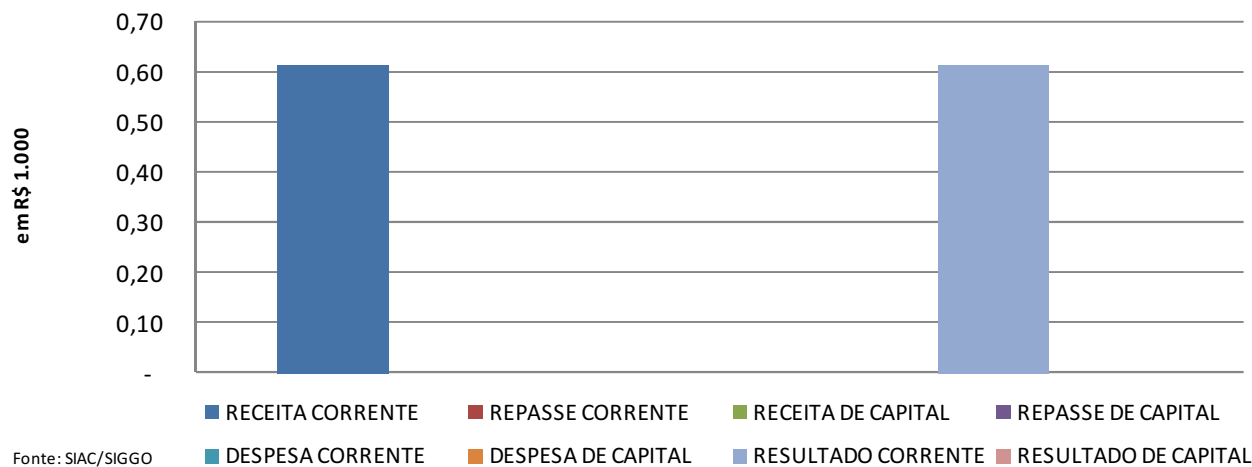 0,70
0,60
0,50
0,40
0,30
0,20
0,10
-
em R$ 1.000
RECEITA CORRENTE REPASSE CORRENTE RECEITA DE CAPITAL REPASSE DE CAPITAL
DESPESA CORRENTE DESPESA DE CAPITAL RESULTADO CORRENTE RESULTADO DE CAPITAL
Fonte: SIAC/SIGGO